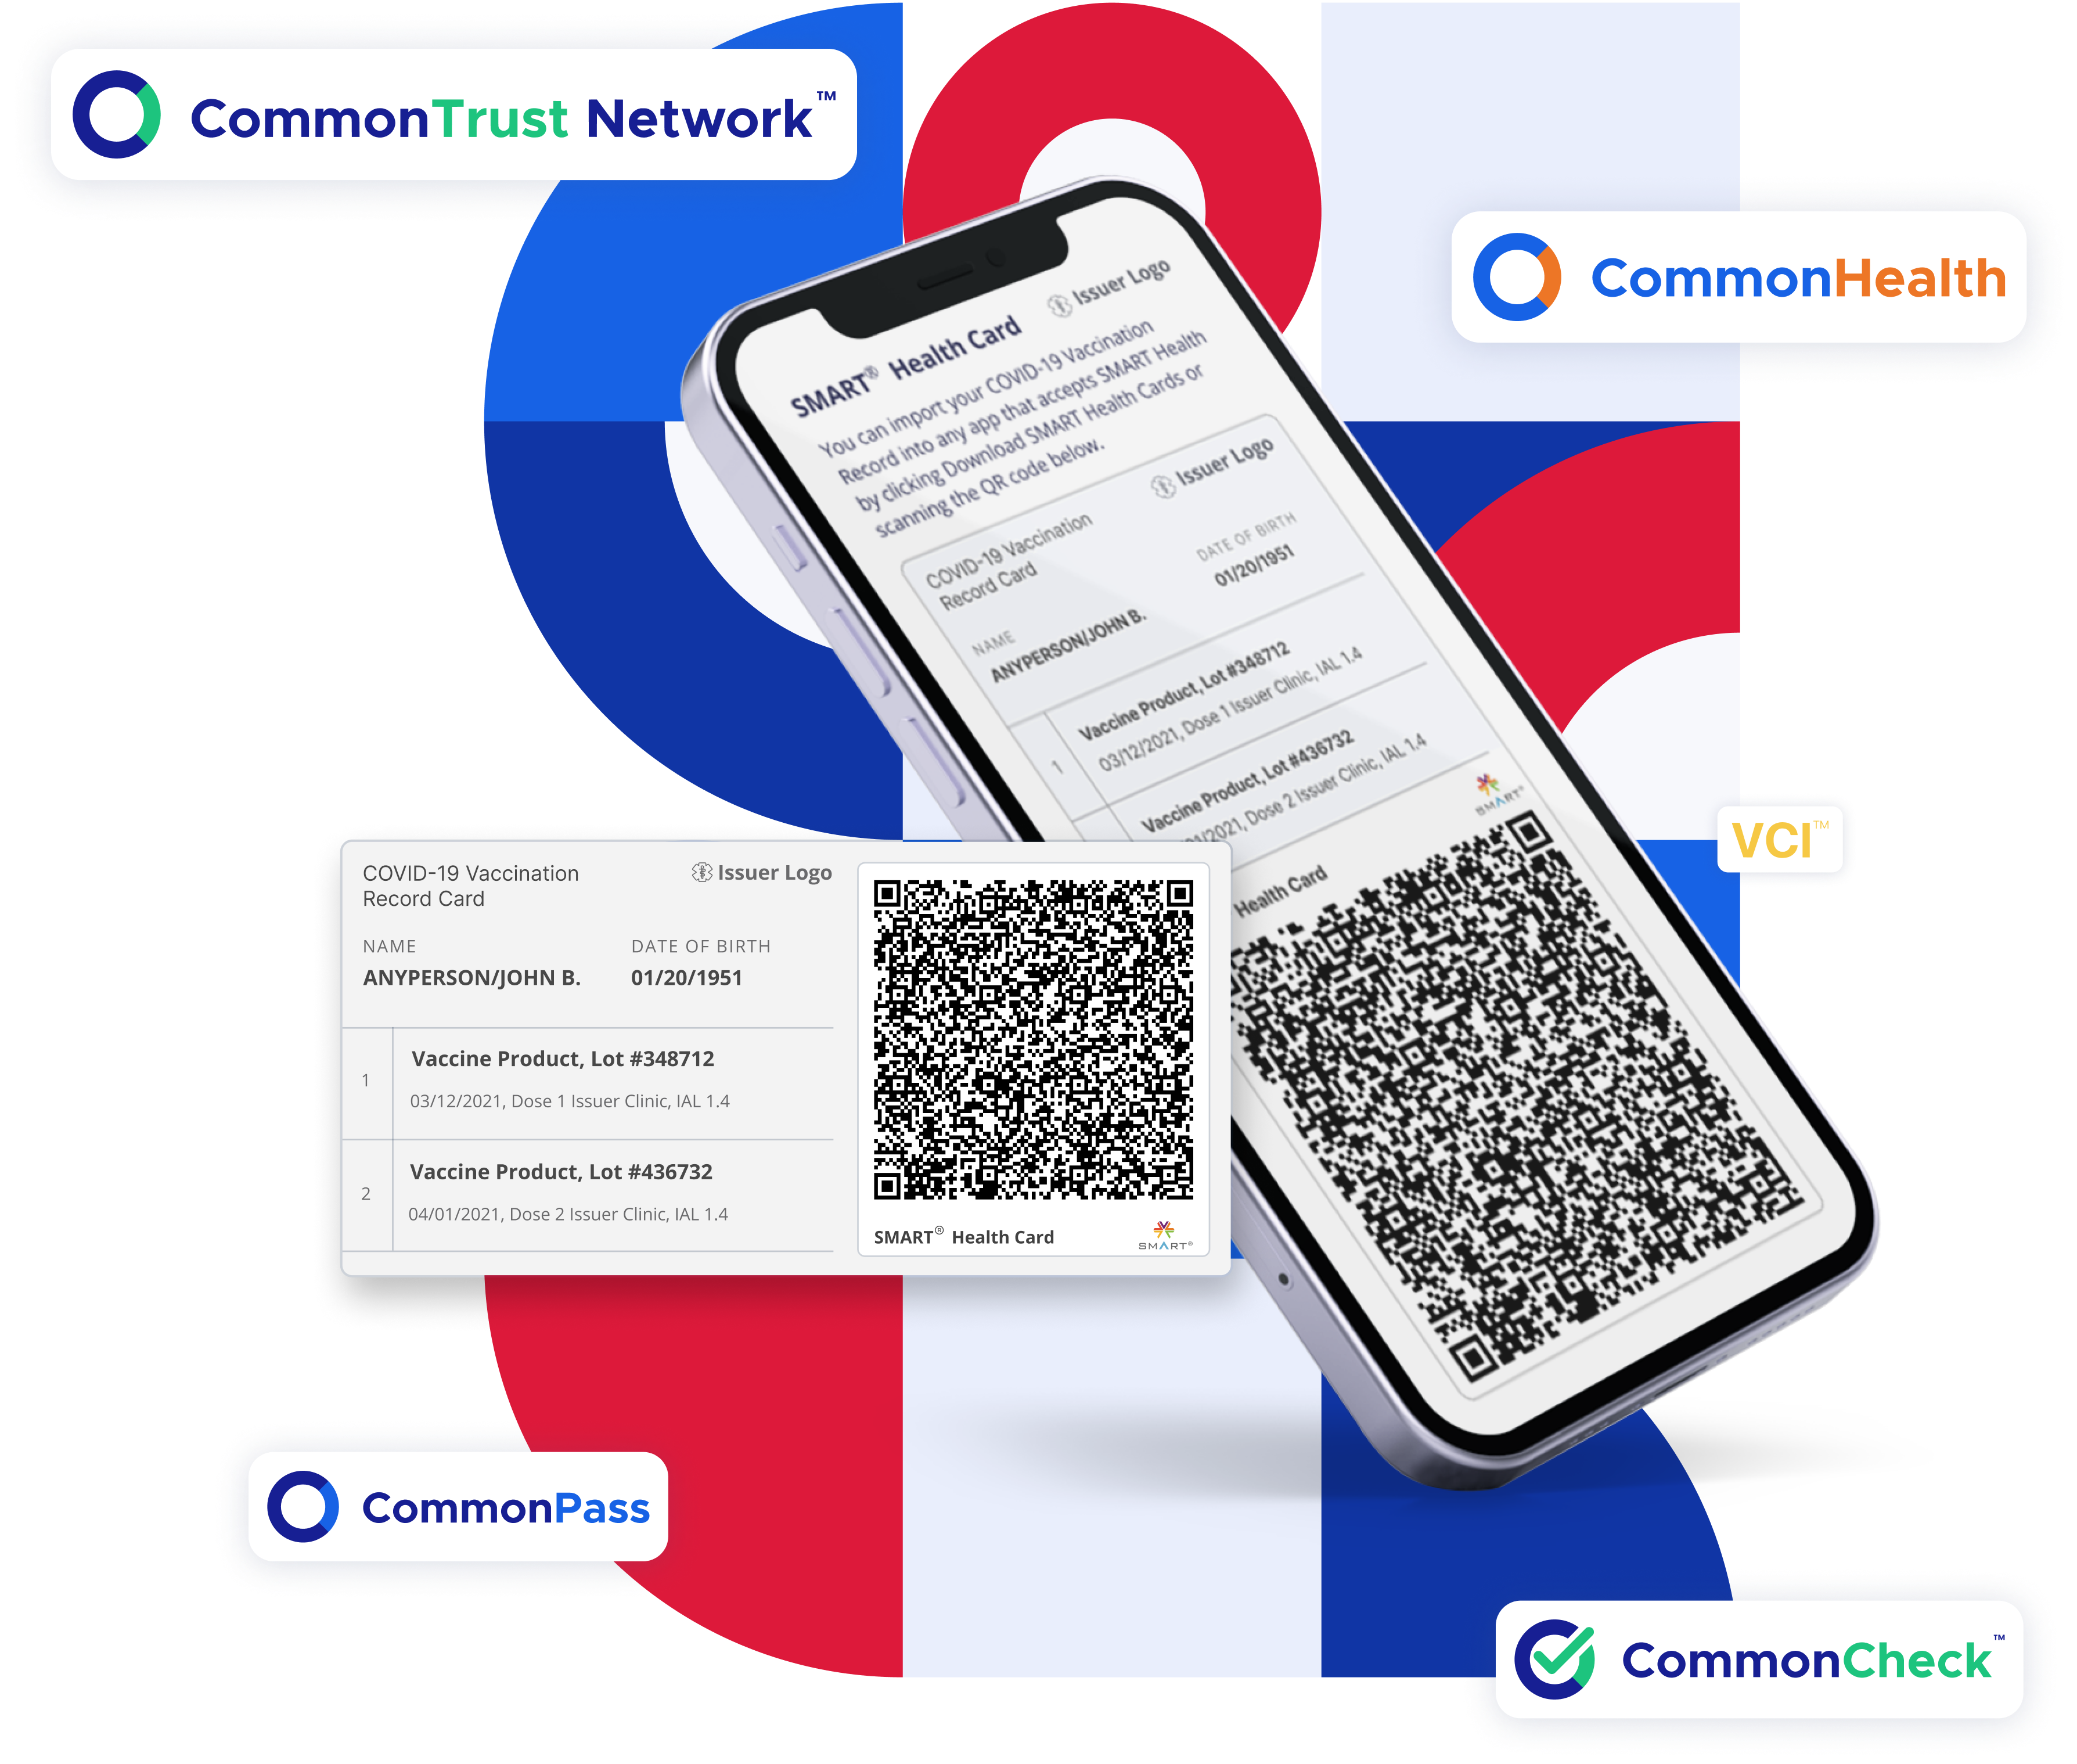 CommonTrust Network™
CommonHealth
Issuer Logo
SMART® Health Card
You can import your COVID-19 Vaccination
Record into any app that accepts SMART Health
by clicking Download SMART Health Cards or
scanning the QR code below.
Issuer Logo
COVID-19 Vaccination
Record Card
DATE OF BIRTH
01/20/1951
NAME
ANYPERSON/JOHN B.
1
Vaccine Product, Lot #348712
03/12/2021, Dose 1 Issuer Clinic, IAL 1.4
Vaccine Product, Lot #436732
01/2021, Dose 2 Issuer Clinic, IAL 1.4
SMART®
Health Card
VCI™
COVID-19 Vaccination
Record Card
Issuer Logo
NAME
DATE OF BIRTH
ANYPERSON/JOHN B.
01/20/1951
1
Vaccine Product, Lot #348712
03/12/2021, Dose 1 Issuer Clinic, IAL 1.4
2
Vaccine Product, Lot #436732
04/01/2021, Dose 2 Issuer Clinic, IAL 1.4
SMART® Health Card
SMART®
CommonPass
CommonCheck™